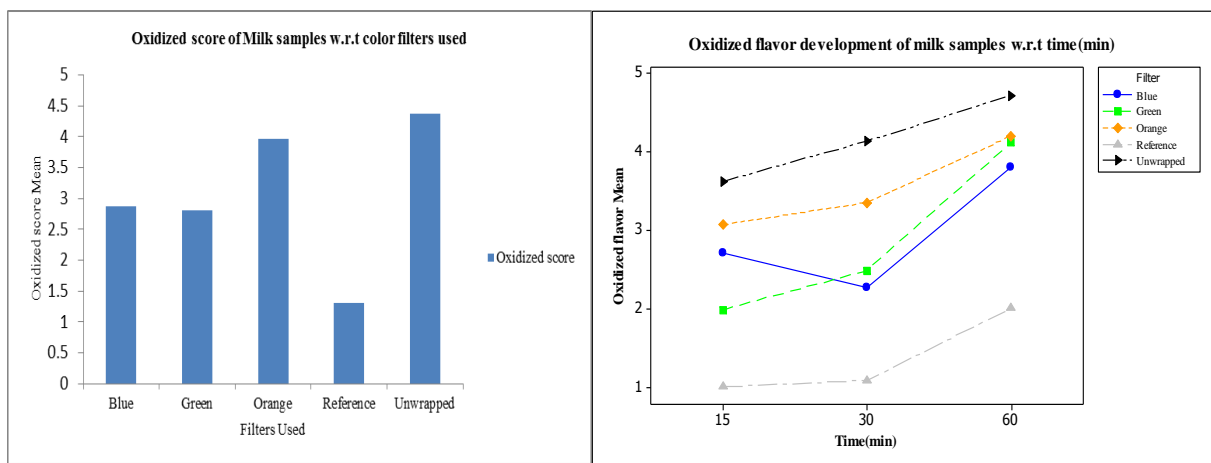 Oxidized score of Milk samples w.r.t color filters used
5
4.5
4
3.5
3
2.5
2
1.5
1
0.5
0
Oxidized score Mean
Blue Green Orange Reference Unwrapped
Filters Used
Oxidized score
Oxidized flavor development of milk samples w.r.t time(min)
5
4
3
2
1
Oxidized flavor Mean
15 30 60
Time(min)
Filter
Blue
Green
Orange
Reference
Unwrapped